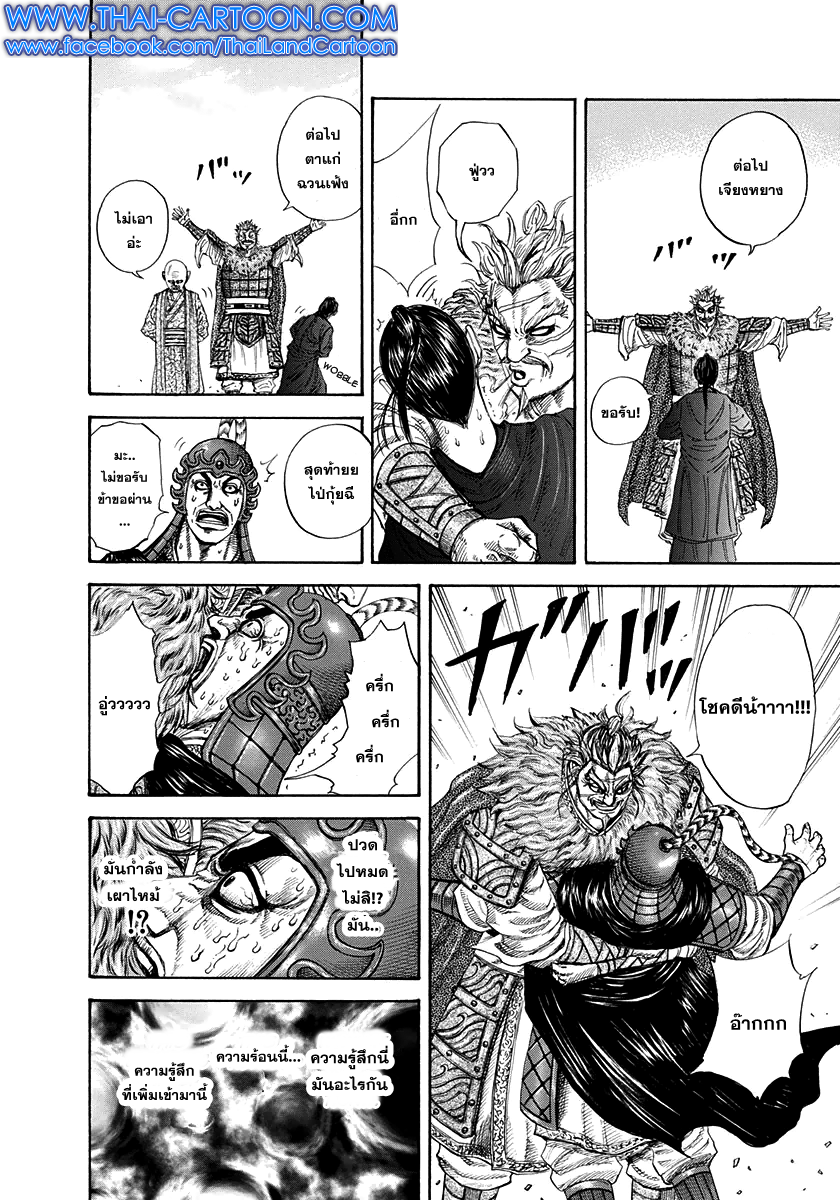 WWW.THAI-CARTOON.COM
www.facebook.com/ThaiLandCartoon
ต่อไป
เจียงหยาง
ขอรับ!
ฟู่วว
อี่กก
ต่อไป
ตาแก่
ฉวนเฟ้ง
ไม่เอา
อ่ะ
WOBBLE
สุดท้ายย
ไป่กุ้ยฉี
มะ..
ไม่ขอรับ
ข้าขอผ่าน
...
โชคดีน้าาาา!!!
อ๊ากกก
ครึ่ก
ครึ่ก
ครึ่ก
อู่ววววว
ปวด
ไปหมด
ไม่สิ!?
มัน..
มันกำลัง
เผาไหม้
!?
ความรู้สึกนี่
มันอะไรกัน
ความร้อนนี้...
ความรู้สึก
ที่เพิ่มเข้ามานี้